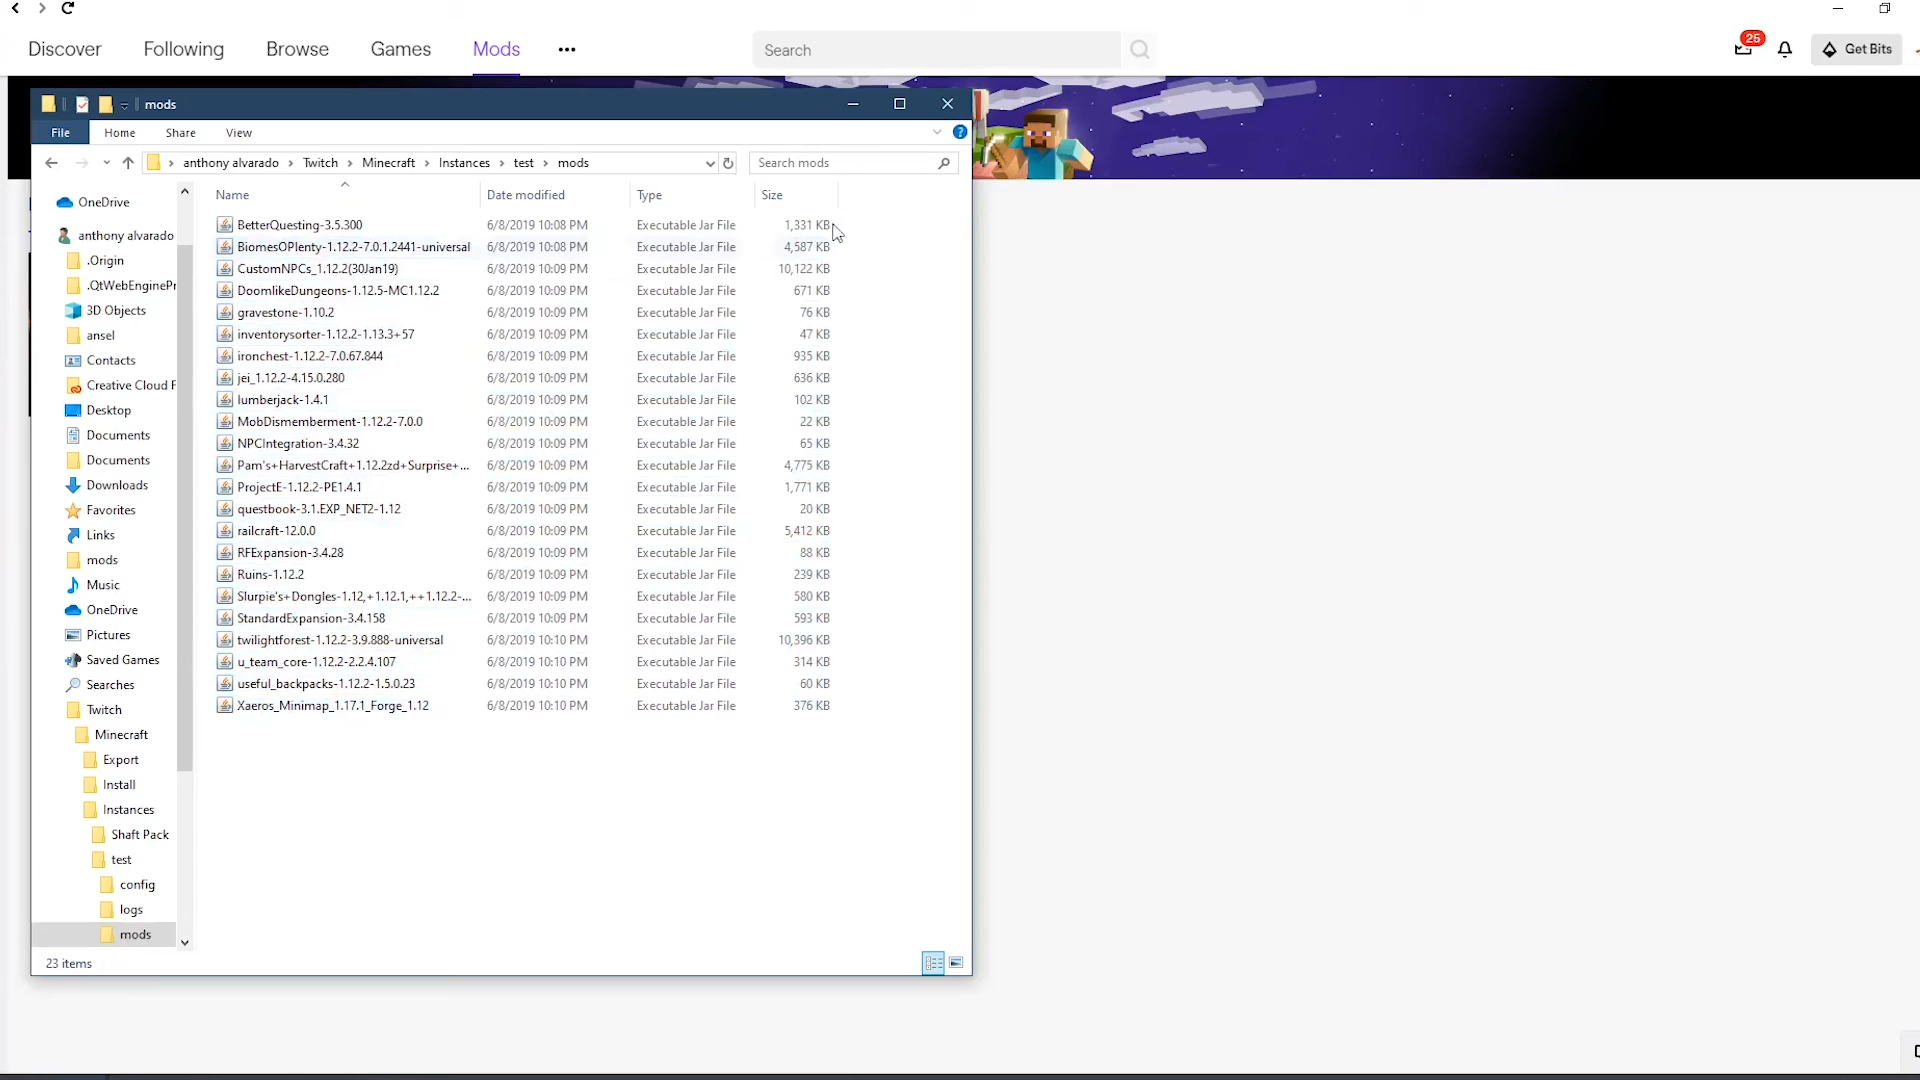 Discover Following Browse Games Mods ••• Search 25 Get Bits
mods
File Home Share View
anthony alvarado > Twitch > Minecraft > Instances > test > mods Search mods
Name Date modified Type Size
OneDrive
anthony alvarado
.Origin
.QtWebEnginePr
3D Objects
ansel
Contacts
Creative Cloud F
Desktop
Documents
Documents
Downloads
Favorites
Links
mods
Music
OneDrive
Pictures
Saved Games
Searches
Twitch
Minecraft
Export
Install
Instances
Shaft Pack
test
config
logs
mods
BetterQuesting-3.5.300 6/8/2019 10:08 PM Executable Jar File 1,331 KB
BiomesOPlenty-1.12.2-7.0.1.2441-universal 6/8/2019 10:08 PM Executable Jar File 4,587 KB
CustomNPCs_1.12.2(30Jan19) 6/8/2019 10:09 PM Executable Jar File 10,122 KB
DoomlikeDungeons-1.12.5-MC1.12.2 6/8/2019 10:09 PM Executable Jar File 671 KB
gravestone-1.10.2 6/8/2019 10:09 PM Executable Jar File 76 KB
inventorysorter-1.12.2-1.13.3+57 6/8/2019 10:09 PM Executable Jar File 47 KB
ironchest-1.12.2-7.0.67.844 6/8/2019 10:09 PM Executable Jar File 935 KB
jei_1.12.2-4.15.0.280 6/8/2019 10:09 PM Executable Jar File 636 KB
lumberjack-1.4.1 6/8/2019 10:09 PM Executable Jar File 102 KB
MobDismemberment-1.12.2-7.0.0 6/8/2019 10:09 PM Executable Jar File 22 KB
NPCIntegration-3.4.32 6/8/2019 10:09 PM Executable Jar File 65 KB
Pam's+HarvestCraft+1.12.2zd+Surprise+... 6/8/2019 10:09 PM Executable Jar File 4,775 KB
ProjectE-1.12.2-PE1.4.1 6/8/2019 10:09 PM Executable Jar File 1,771 KB
questbook-3.1.EXP_NET2-1.12 6/8/2019 10:09 PM Executable Jar File 20 KB
railcraft-12.0.0 6/8/2019 10:09 PM Executable Jar File 5,412 KB
RFExpansion-3.4.28 6/8/2019 10:09 PM Executable Jar File 88 KB
Ruins-1.12.2 6/8/2019 10:09 PM Executable Jar File 239 KB
Slurpie's+Dongles-1.12,+1.12.1,++1.12.2-... 6/8/2019 10:09 PM Executable Jar File 580 KB
StandardExpansion-3.4.158 6/8/2019 10:09 PM Executable Jar File 593 KB
twilightforest-1.12.2-3.9.888-universal 6/8/2019 10:10 PM Executable Jar File 10,396 KB
u_team_core-1.12.2-2.2.4.107 6/8/2019 10:10 PM Executable Jar File 314 KB
useful_backpacks-1.12.2-1.5.0.23 6/8/2019 10:10 PM Executable Jar File 60 KB
Xaeros_Minimap_1.17.1_Forge_1.12 6/8/2019 10:10 PM Executable Jar File 376 KB
23 items